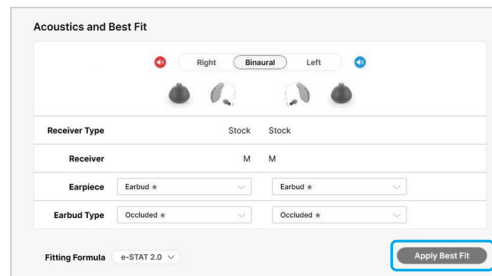 Acoustics and Best Fit
Right Binaural Left
Receiver Type Stock Stock
Receiver M M
Earpiece Earbud ★ Earbud ★
Earbud Type Occluded ★ Occluded ★
Fitting Formula e-STAT 2.0 Apply Best Fit